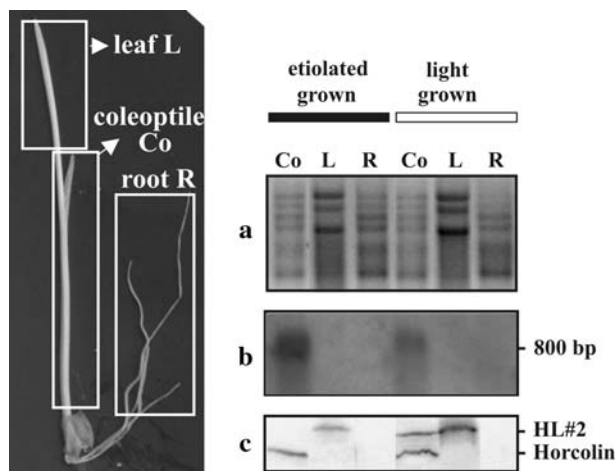 leaf L
coleoptile
Co
root R
etiolated
grown
light
grown
Co L R Co L R
a
b
800 bp
c
HL#2
Horcolin